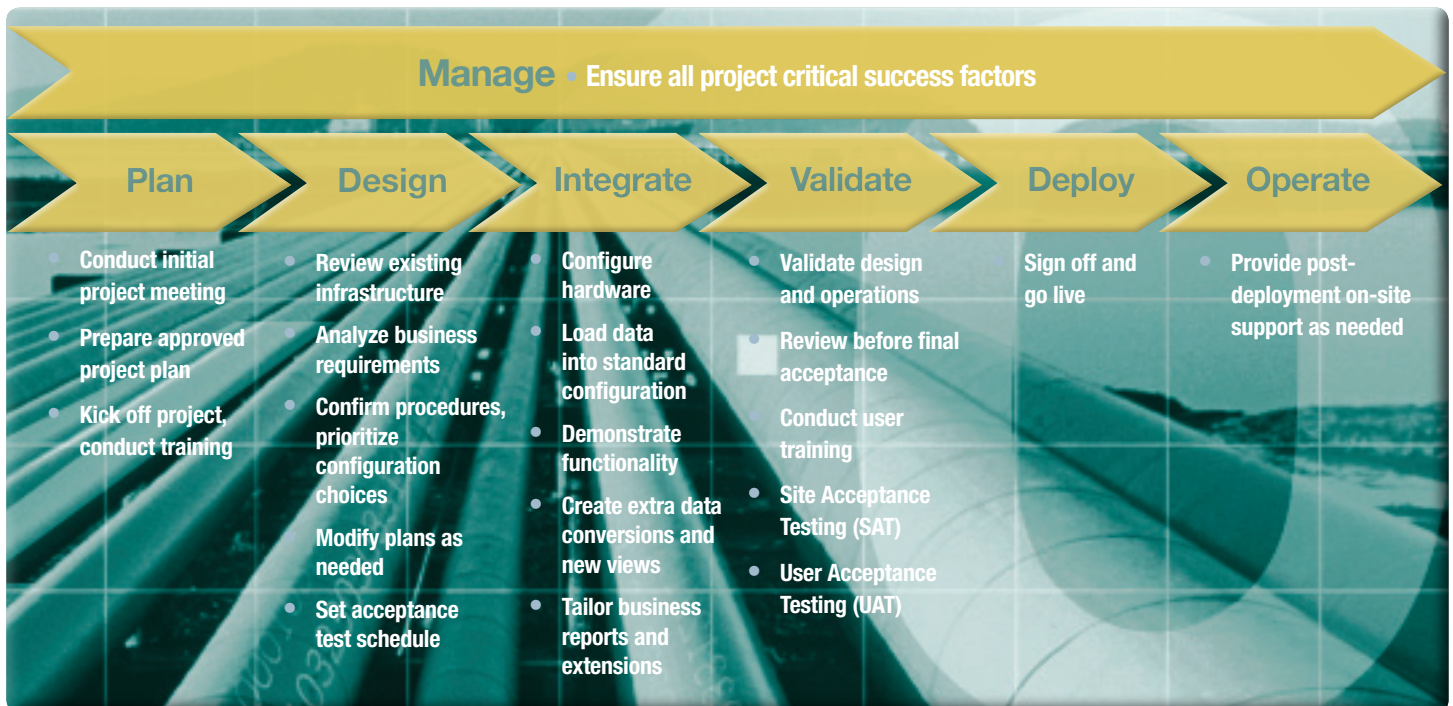 Manage • Ensure all project critical success factors
Plan
Design
Integrate
Validate
Deploy
Operate
• Conduct initial
project meeting
• Prepare approved
project plan
• Kick off project,
conduct training
• Review existing
infrastructure
• Analyze business
requirements
• Confirm procedures,
prioritize
configuration
choices
• Modify plans as
needed
• Set acceptance
test schedule
• Configure
hardware
• Load data
into standard
configuration
• Demonstrate
functionality
• Create extra data
conversions and
new views
• Tailor business
reports and
extensions
• Validate design
and operations
• Review before final
acceptance
• Conduct user
training
• Site Acceptance
Testing (SAT)
• User Acceptance
Testing (UAT)
• Sign off and
go live
• Provide post-
deployment on-site
support as needed